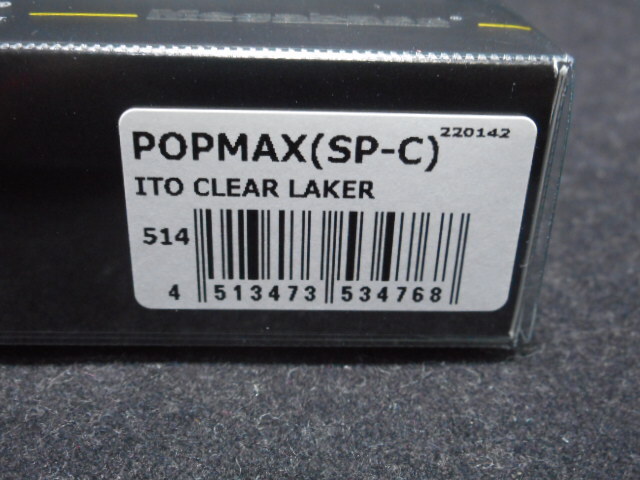 POPMAX(SP-C) 220142
ITO CLEAR LAKER
514
4 513473 534768